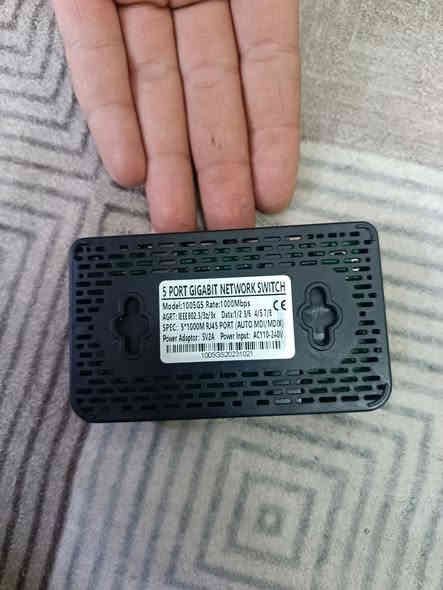 5 PORT GIGABIT NETWORK SWITCH
Model:1005GS Rate:1000Mbps
CE
AGRT: IEEE802.3/3u/3x Data:1/2 3/6 4/5 7/8
SPEC: 5*1000M RJ45 PORT (AUTO MDI/MDIX)
Power Adaptor: 5V2A Power Input: AC110-240V
1005GS20231021